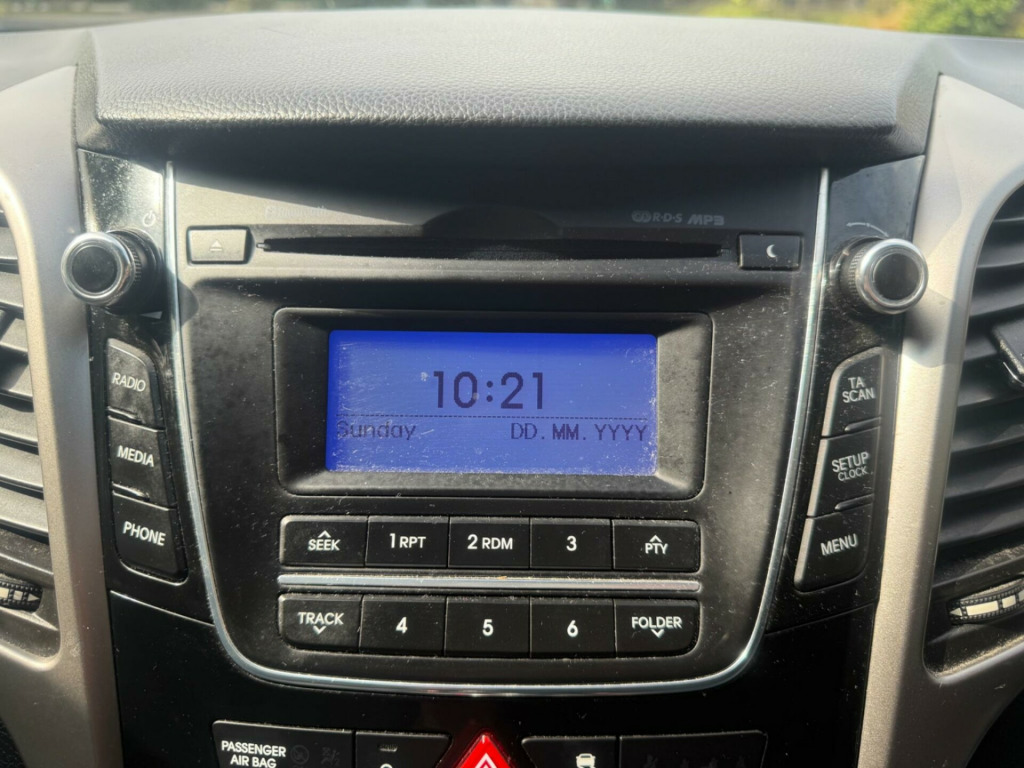 R·D·S MP3
10:21
Sunday DD.MM.YYYY
RADIO
MEDIA
PHONE
TA
SCAN
SETUP
CLOCK
MENU
SEEK 1 RPT 2 RDM 3 PTY
TRACK 4 5 6 FOLDER
PASSENGER
AIR BAG